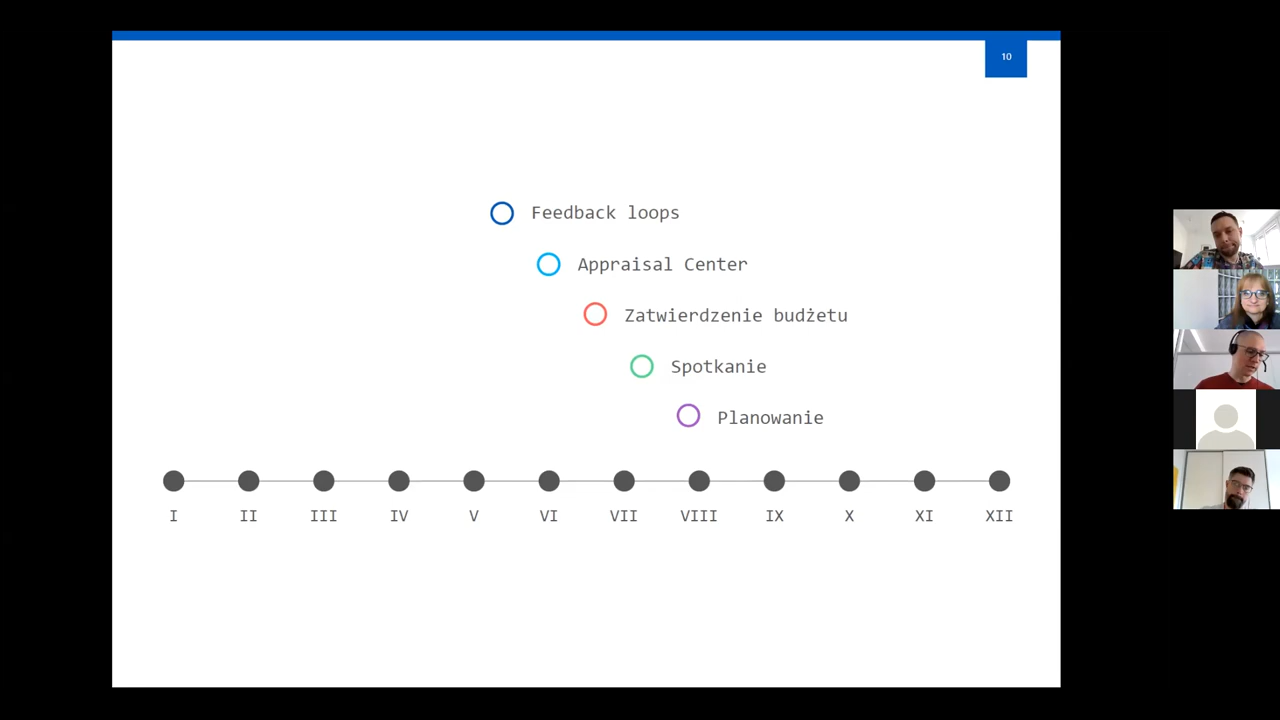 10
Feedback loops
Appraisal Center
Zatwierdzenie budżetu
Spotkanie
Planowanie
I II III IV V VI VII VIII IX X XI XII